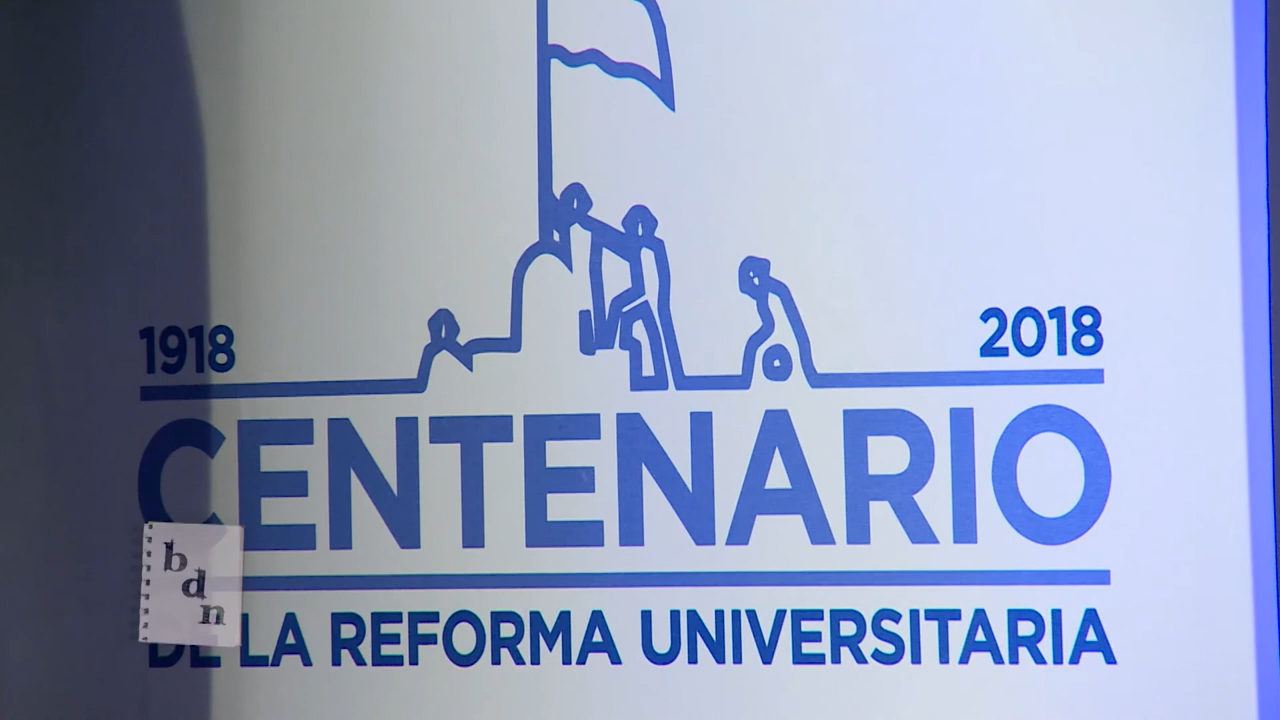 1918
2018
CENTENARIO
DE LA REFORMA UNIVERSITARIA
b
d
n